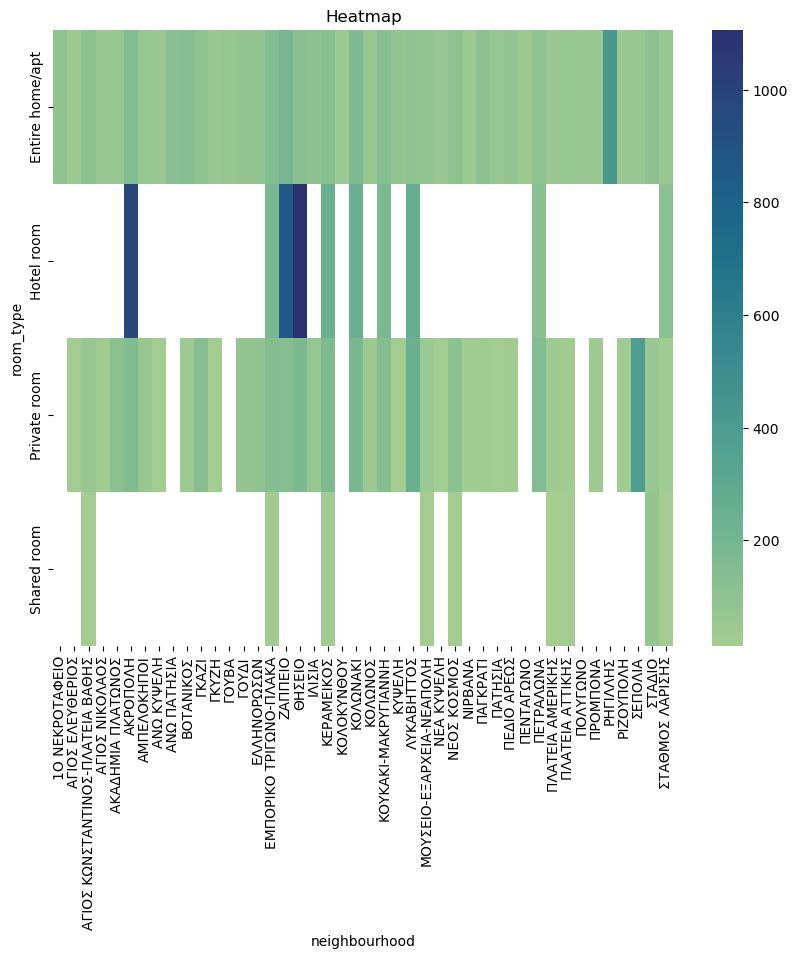 Heatmap
room_type
Entire home/apt
Hotel room
Private room
Shared room
1000
800
600
400
200
1Ο ΝΕΚΡΟΤΑΦΕΙΟ
ΑΓΙΟΣ ΕΛΕΥΘΕΡΙΟΣ
ΑΓΙΟΣ ΚΩΝΣΤΑΝΤΙΝΟΣ-ΠΛΑΤΕΙΑ ΒΑΘΗΣ
ΑΓΙΟΣ ΝΙΚΟΛΑΟΣ
ΑΚΑΔΗΜΙΑ ΠΛΑΤΩΝΟΣ
ΑΚΡΟΠΟΛΗ
ΑΜΠΕΛΟΚΗΠΟΙ
ΑΝΩ ΚΥΨΕΛΗ
ΑΝΩ ΠΑΤΗΣΙΑ
ΒΟΤΑΝΙΚΟΣ
ΓΚΑΖΙ
ΓΚΥΖΗ
ΓΟΥΒΑ
ΓΟΥΔΙ
ΕΛΛΗΝΟΡΩΣΩΝ
ΕΜΠΟΡΙΚΟ ΤΡΙΓΩΝΟ-ΠΛΑΚΑ
ΖΑΠΠΕΙΟ
ΘΗΣΕΙΟ
ΙΛΙΣΙΑ
ΚΕΡΑΜΕΙΚΟΣ
ΚΟΛΟΚΥΝΘΟΥ
ΚΟΛΩΝΑΚΙ
ΚΟΛΩΝΟΣ
ΚΟΥΚΑΚΙ-ΜΑΚΡΥΓΙΑΝΝΗ
ΚΥΨΕΛΗ
ΛΥΚΑΒΗΤΤΟΣ
ΜΟΥΣΕΙΟ-ΕΞΑΡΧΕΙΑ-ΝΕΑΠΟΛΗ
ΝΕΑ ΚΥΨΕΛΗ
ΝΕΟΣ ΚΟΣΜΟΣ
ΝΙΡΒΑΝΑ
ΠΑΓΚΡΑΤΙ
ΠΑΤΗΣΙΑ
ΠΕΔΙΟ ΑΡΕΩΣ
ΠΕΝΤΑΓΩΝΟ
ΠΕΤΡΑΛΩΝΑ
ΠΛΑΤΕΙΑ ΑΜΕΡΙΚΗΣ
ΠΛΑΤΕΙΑ ΑΤΤΙΚΗΣ
ΠΟΛΥΓΩΝΟ
ΠΡΟΜΠΟΝΑ
ΡΗΓΙΛΛΗΣ
ΡΙΖΟΥΠΟΛΗ
ΣΕΠΟΛΙΑ
ΣΤΑΔΙΟ
ΣΤΑΘΜΟΣ ΛΑΡΙΣΗΣ
neighbourhood